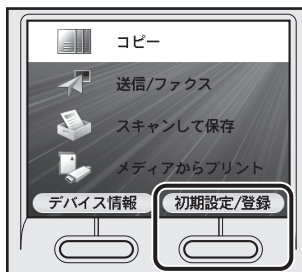 コピー
送信/ファクス
スキャンして保存
メディアからプリント
デバイス情報
初期設定/登録